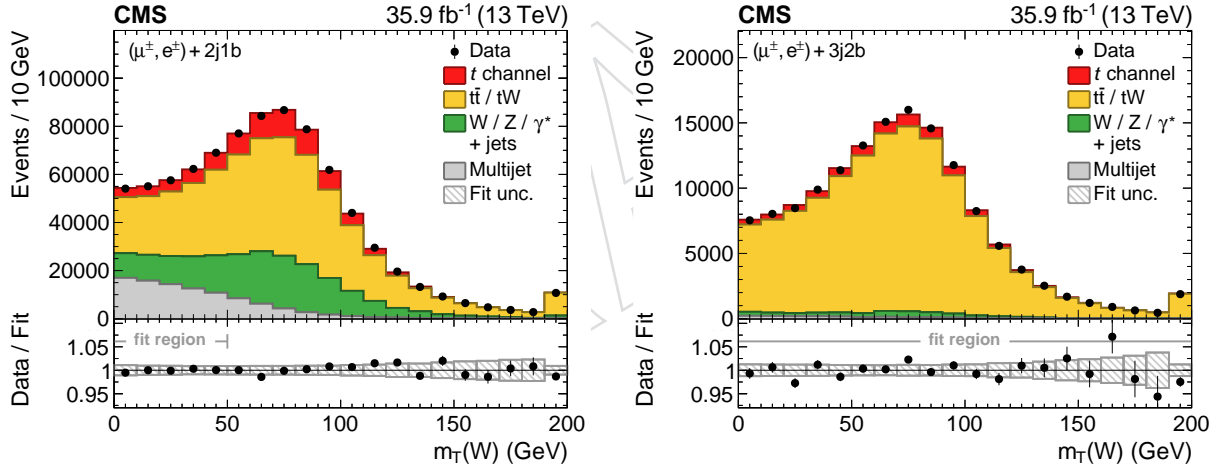 CMS 35.9 fb⁻¹ (13 TeV)
(μ±, e±) + 2j1b
Data
t channel
tt̄ / tW
W / Z / γ*
+ jets
Multijet
Fit unc.
Events / 10 GeV
100000
80000
60000
40000
20000
0
Data / Fit
1.05
1
0.95
fit region
0 50 100 150 200
m_T(W) (GeV)
CMS 35.9 fb⁻¹ (13 TeV)
(μ±, e±) + 3j2b
Data
t channel
tt̄ / tW
W / Z / γ*
+ jets
Multijet
Fit unc.
Events / 10 GeV
20000
15000
10000
5000
0
Data / Fit
1.05
1
0.95
fit region
0 50 100 150 200
m_T(W) (GeV)